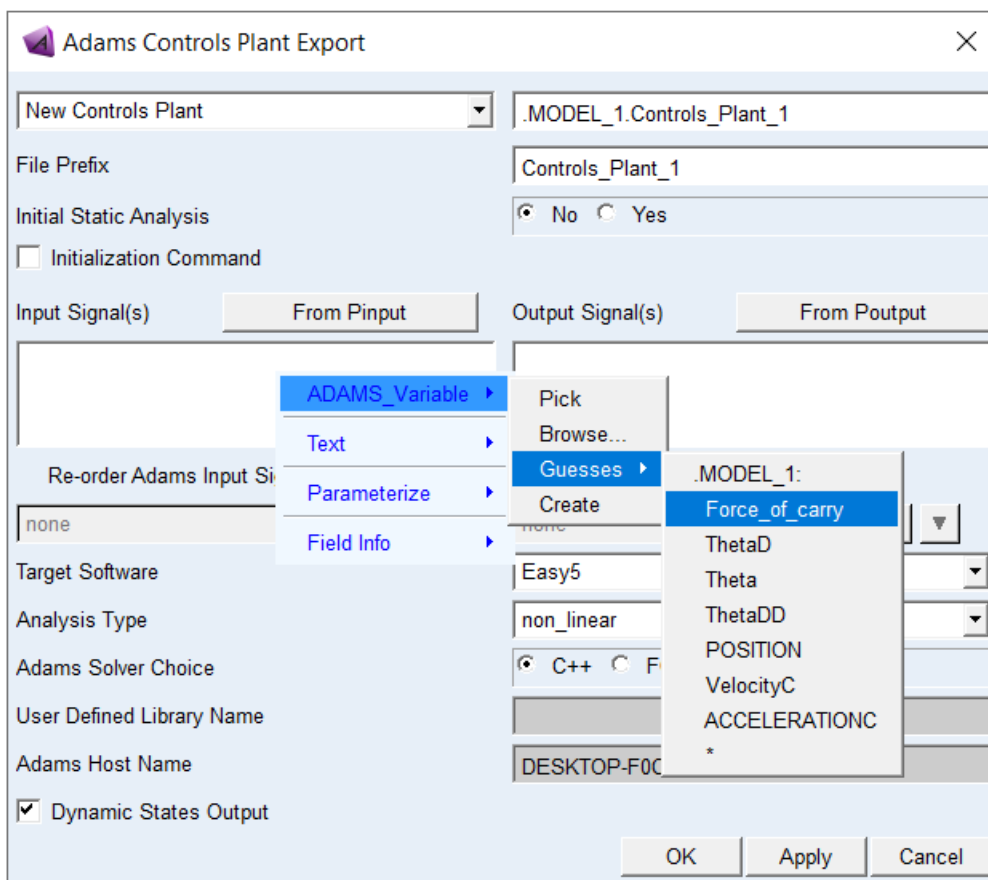 Adams Controls Plant Export
New Controls Plant
.MODEL_1.Controls_Plant_1
File Prefix
Controls_Plant_1
Initial Static Analysis
No Yes
Initialization Command
Input Signal(s)
From Pinput
Output Signal(s)
From Poutput
ADAMS_Variable
Text
Parameterize
Field Info
Pick
Browse...
Guesses
Create
.MODEL_1:
Force_of_carry
ThetaD
Theta
ThetaDD
POSITION
VelocityC
ACCELERATIONC
*
Re-order Adams Input
none
Target Software
Easy5
Analysis Type
non_linear
Adams Solver Choice
C++
User Defined Library Name
Adams Host Name
Dynamic States Output
OK
Apply
Cancel